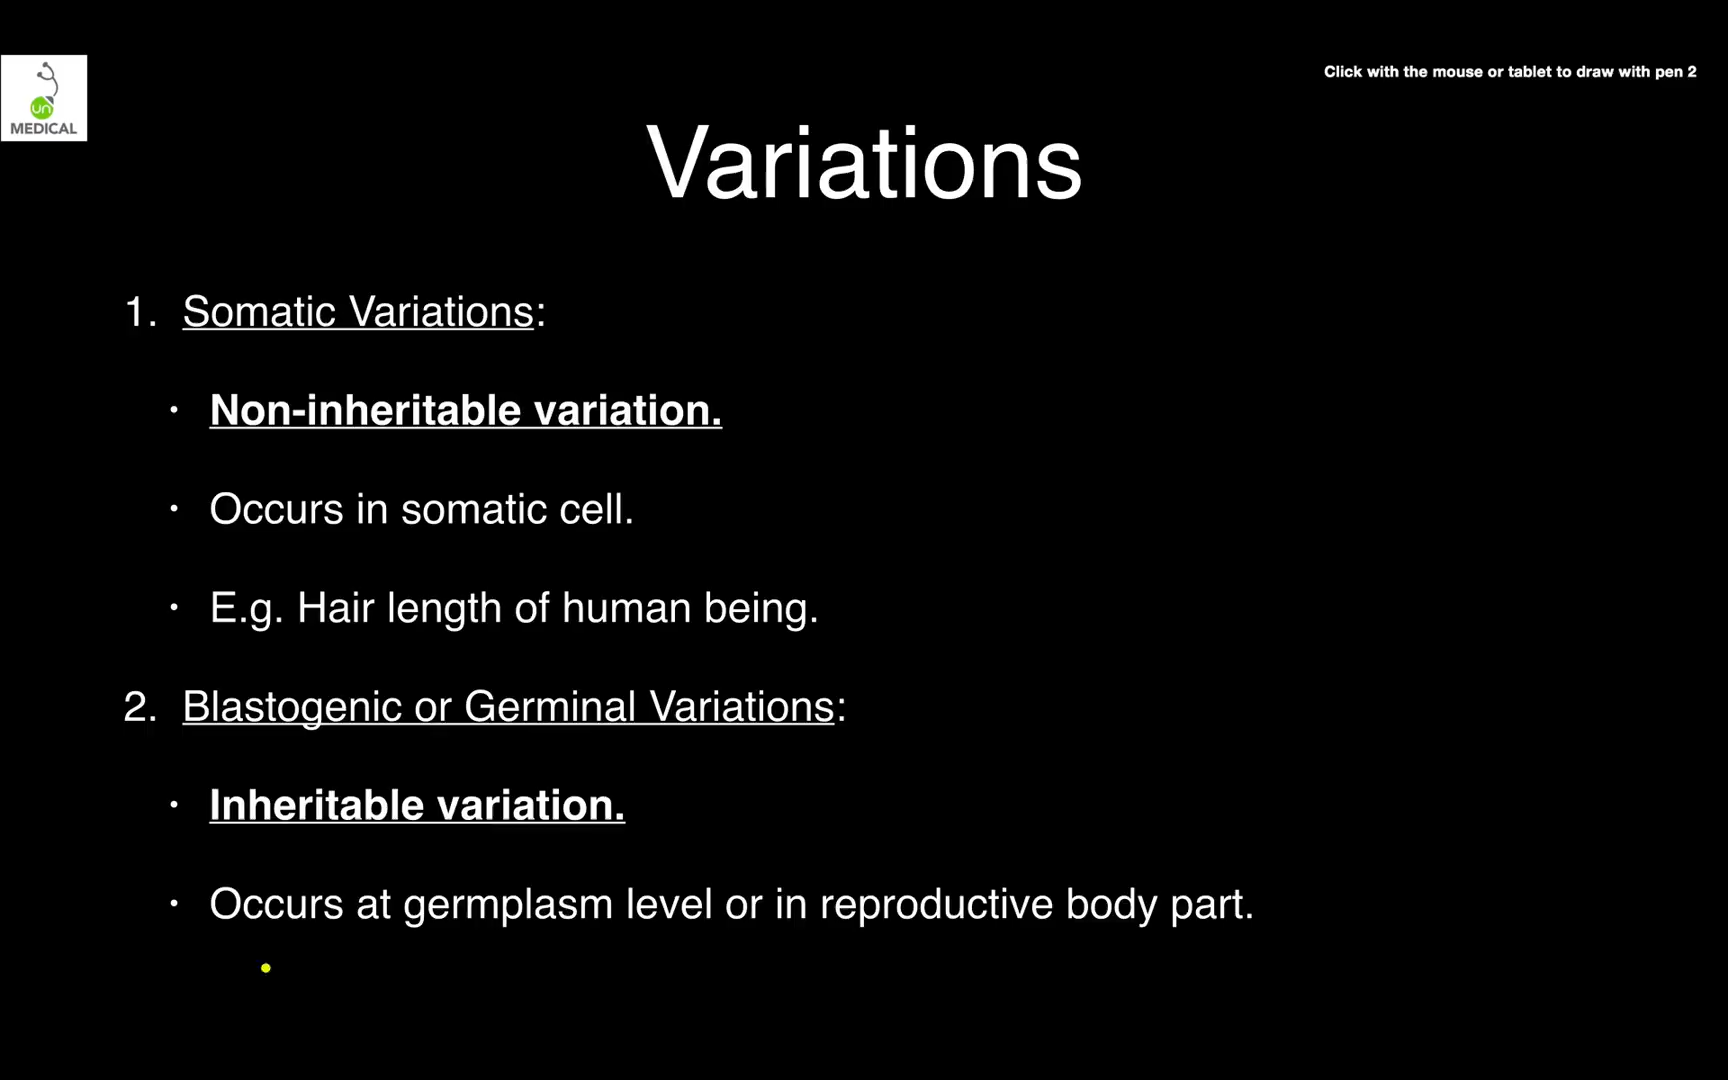 Click with the mouse or tablet to draw with pen 2
un
MEDICAL
Variations
1. Somatic Variations:
· Non-inheritable variation.
· Occurs in somatic cell.
· E.g. Hair length of human being.
2. Blastogenic or Germinal Variations:
· Inheritable variation.
· Occurs at germplasm level or in reproductive body part.